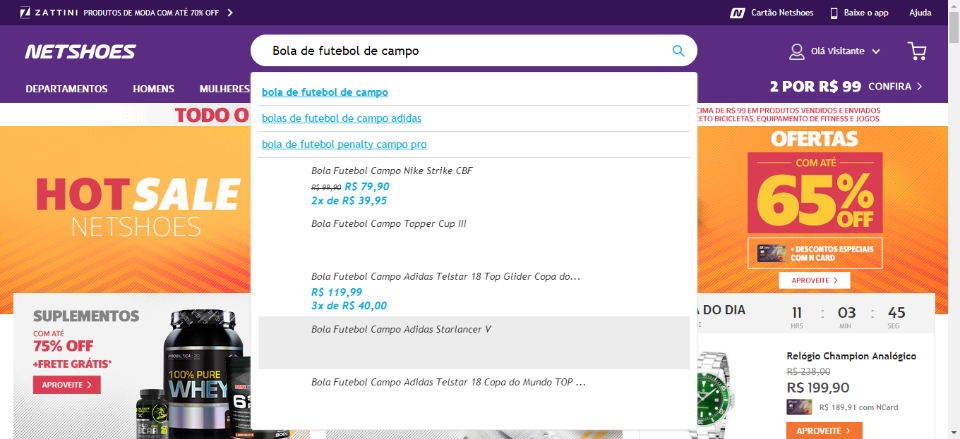 ZATTINI PRODUTOS DE MODA COM ATÉ 70% OFF
Cartão Netshoes
Baixe o app
Ajuda
NETSHOES
Bola de futebol de campo
Olá Visitante
DEPARTAMENTOS
HOMENS
MULHERES
2 POR R$ 99 CONFIRA
bola de futebol de campo
bolas de futebol de campo adidas
bola de futebol penalty campo pro
Bola Futebol Campo Nike Strike CBF
R$ 99,90 R$ 79,90
2x de R$ 39,95
Bola Futebol Campo Topper Cup III
Bola Futebol Campo Adidas Telstar 18 Top Glider Copa do...
R$ 119,99
3x de R$ 40,00
Bola Futebol Campo Adidas Starlancer V
Bola Futebol Campo Adidas Telstar 18 Copa do Mundo TOP ...
TODO O
CIMA DE R$ 99 EM PRODUTOS VENDIDOS E ENVIADOS
CETO BICICLETAS, EQUIPAMENTO DE FITNESS E JOGOS.
HOT SALE
NETSHOES
OFERTAS
COM ATÉ
65% OFF
+ DESCONTOS ESPECIAIS
COM N CARD
APROVEITE
SUPLEMENTOS
COM ATÉ
75% OFF
+FRETE GRÁTIS*
APROVEITE
100% PURE
WHEY
DO DIA
11 : 03 : 45
HRS MIN SEG
Relógio Champion Analógico
R$ 238,00
R$ 199,90
R$ 189,91 com NCard
APROVEITE